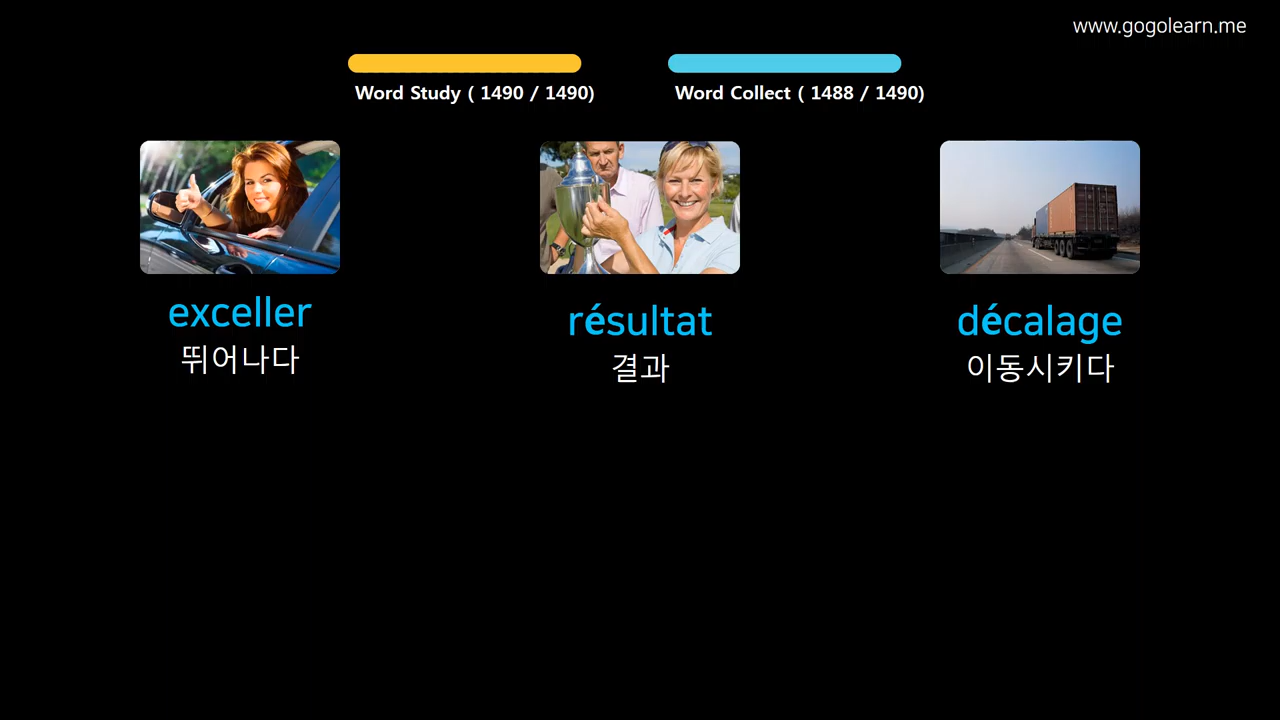 www.gogolearn.me
Word Study ( 1490 / 1490)
Word Collect ( 1488 / 1490)
exceller
뛰어나다
résultat
결과
décalage
이동시키다